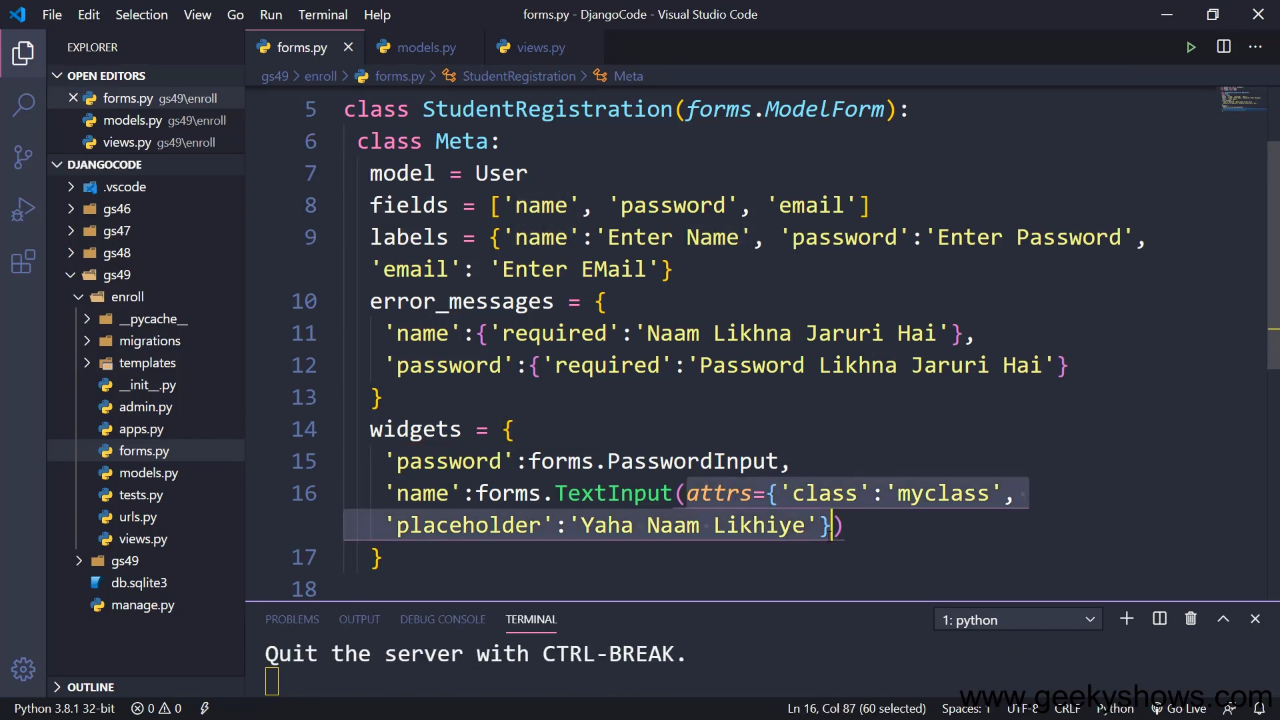 File Edit Selection View Go Run Terminal Help forms.py - DjangoCode - Visual Studio Code
EXPLORER
forms.py models.py views.py
gs49 enroll forms.py StudentRegistration Meta
OPEN EDITORS
forms.py gs49\enroll
models.py gs49\enroll
views.py gs49\enroll
DJANGOCODE
.vscode
gs46
gs47
gs48
gs49
enroll
__pycache__
migrations
templates
__init__.py
admin.py
apps.py
forms.py
models.py
tests.py
urls.py
views.py
gs49
db.sqlite3
manage.py
OUTLINE
5 class StudentRegistration(forms.ModelForm):
6 class Meta:
7 model = User
8 fields = ['name', 'password', 'email']
9 labels = {'name':'Enter Name', 'password':'Enter Password',
'email': 'Enter EMail'}
10 error_messages = {
11 'name':{'required':'Naam Likhna Jaruri Hai'},
12 'password':{'required':'Password Likhna Jaruri Hai'}
13 }
14 widgets = {
15 'password':forms.PasswordInput,
16 'name':forms.TextInput(attrs={'class':'myclass',
'placeholder':'Yaha Naam Likhiye'})
17 }
18
PROBLEMS OUTPUT DEBUG CONSOLE TERMINAL 1: python
Quit the server with CTRL-BREAK.
www.geekyshows.com
Python 3.8.1 32-bit 0 0 Ln 16, Col 87 (60 selected) Spaces: 1 UTF-8 CRLF Python Go Live